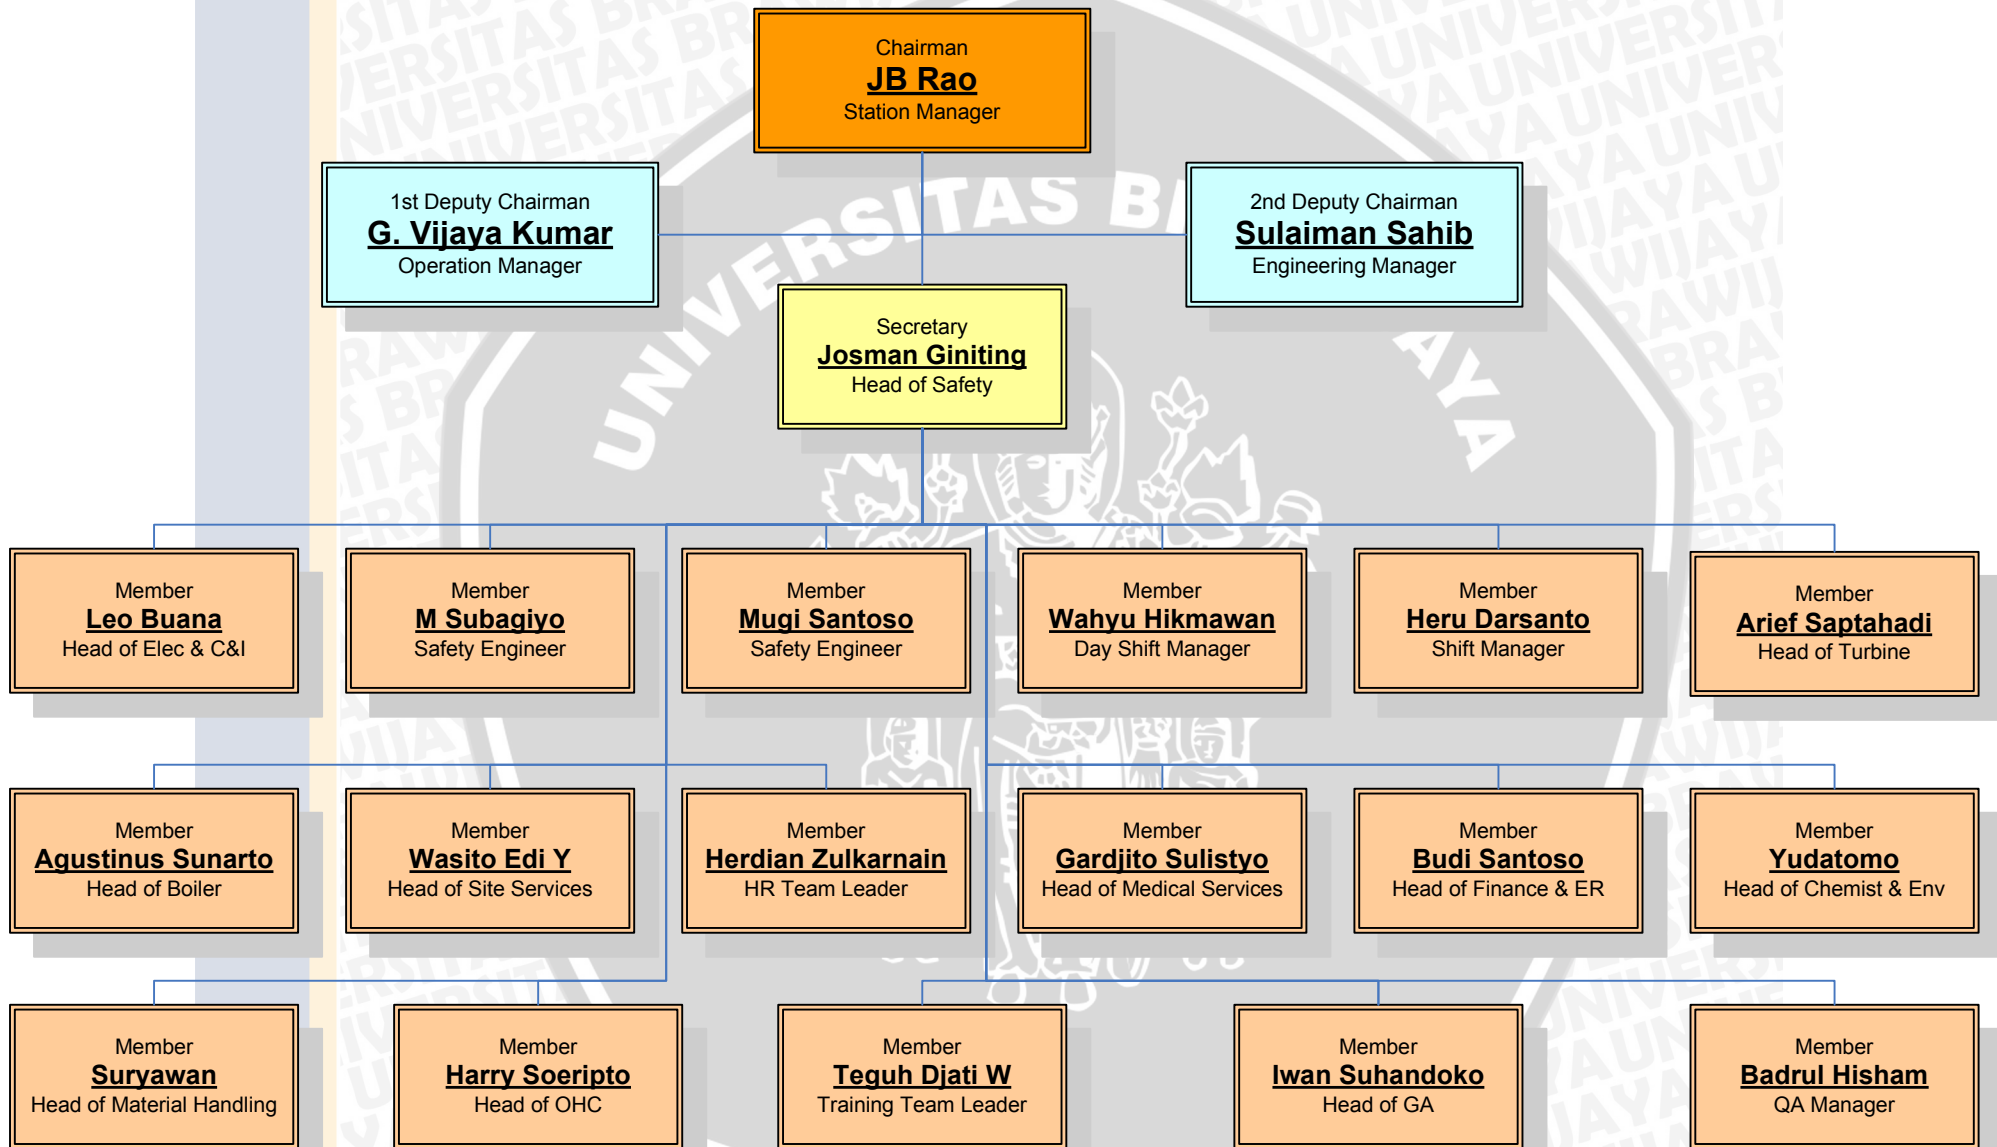 Chairman
JB Rao
Station Manager
1st Deputy Chairman
G. Vijaya Kumar
Operation Manager
2nd Deputy Chairman
Sulaiman Sahib
Engineering Manager
UNIVERSITAS BRAWIJAYA
Secretary
Josman Giniting
Head of Safety
Member
Leo Buana
Head of Elec & C&I
Member
M Subagiyo
Safety Engineer
Member
Mugi Santoso
Safety Engineer
Member
Wahyu Hikmawan
Day Shift Manager
Member
Heru Darsanto
Shift Manager
Member
Arief Saptahadi
Head of Turbine
Member
Agustinus Sunarto
Head of Boiler
Member
Wasito Edi Y
Head of Site Services
Member
Herdian Zulkarnain
HR Team Leader
Member
Gardjito Sulistyo
Head of Medical Services
Member
Budi Santoso
Head of Finance & ER
Member
Yudatomo
Head of Chemist & Env
Member
Suryawan
Head of Material Handling
Member
Harry Soeripto
Head of OHC
Member
Teguh Djati W
Training Team Leader
Member
Iwan Suhandoko
Head of GA
Member
Badrul Hisham
QA Manager